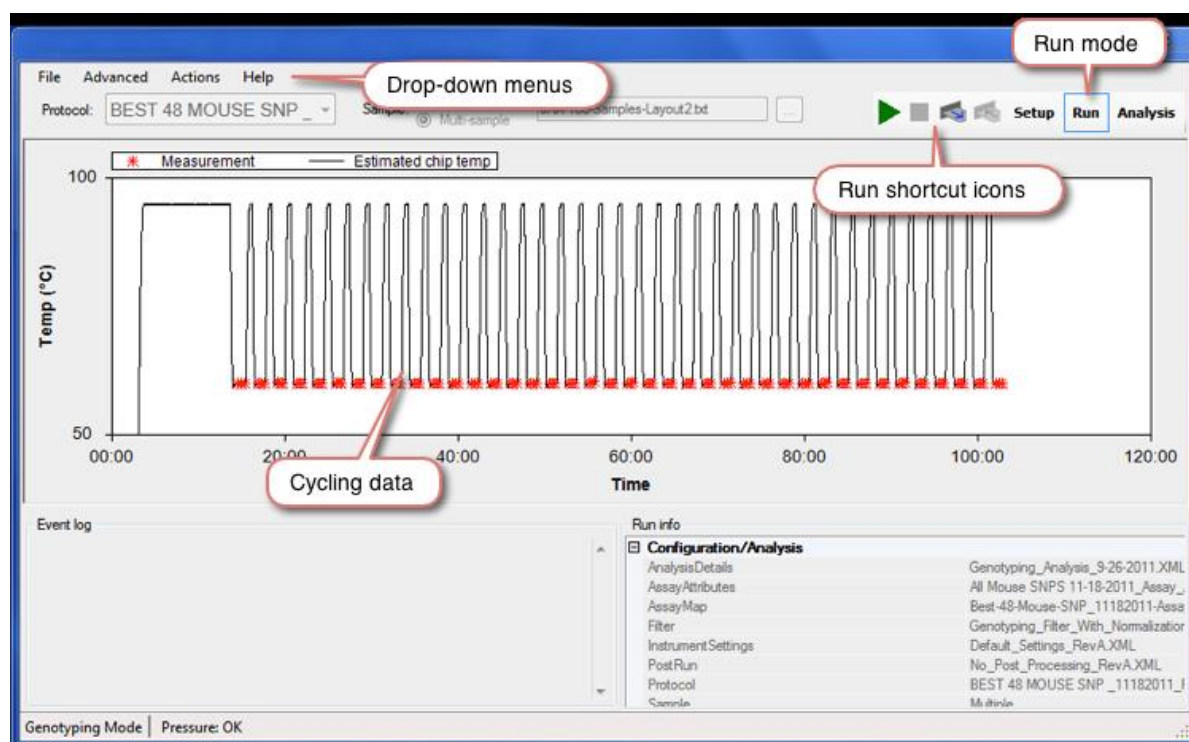 Run mode
File Advanced Actions Help
Drop-down menus
Protocol: BEST 48 MOUSE SNP _
Sample: Multi-sample
Samples-Layout2.txt
...
Setup Run Analysis
Measurement Estimated chip temp
Run shortcut icons
100
Temp (°C)
50
00:00 20:00 40:00 60:00 80:00 100:00 120:00
Cycling data
Time
Event log
Run info
Configuration/Analysis
AnalysisDetails Genotyping_Analysis_9-26-2011.XML
AssayAttributes All Mouse SNPS 11-18-2011_Assay_
AssayMap Best-48-Mouse-SNP_11182011-Assa
Filter Genotyping_Filter_With_Normalization
InstrumentSettings Default_Settings_RevA.XML
PostRun No_Post_Processing_RevA.XML
Protocol BEST 48 MOUSE SNP _11182011_
Sample Multiple
Genotyping Mode Pressure: OK